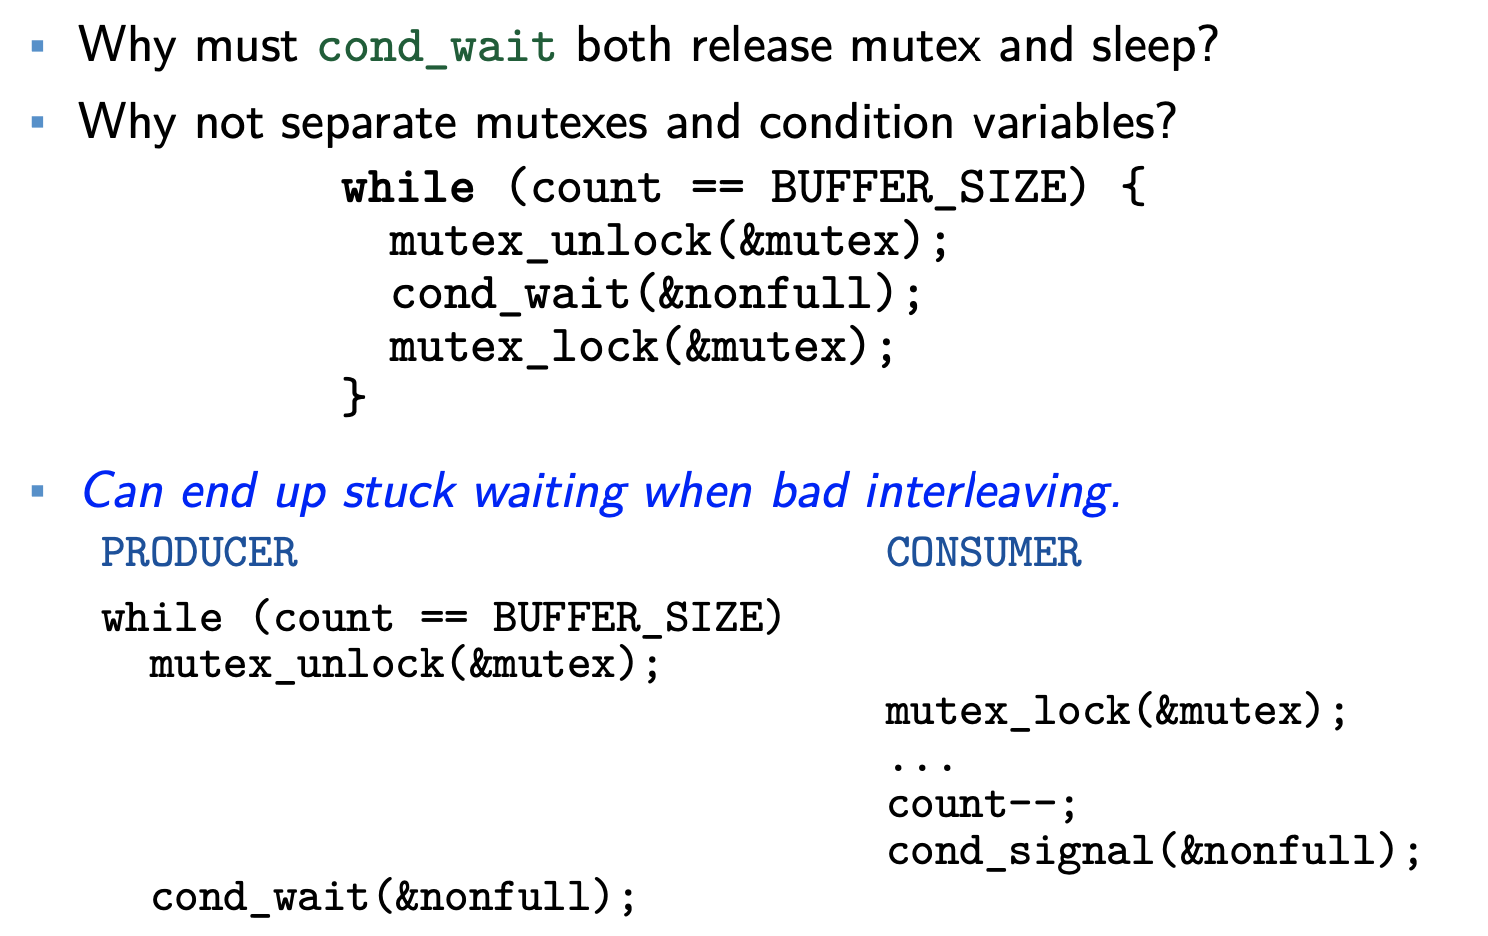 Why must cond_wait both release mutex and sleep?
Why not separate mutexes and condition variables?
while (count == BUFFER_SIZE) {
mutex_unlock(&mutex);
cond_wait(&nonfull);
mutex_lock(&mutex);
}
Can end up stuck waiting when bad interleaving.
PRODUCER CONSUMER
while (count == BUFFER_SIZE)
mutex_unlock(&mutex);
mutex_lock(&mutex);
...
count--;
cond_signal(&nonfull);
cond_wait(&nonfull);